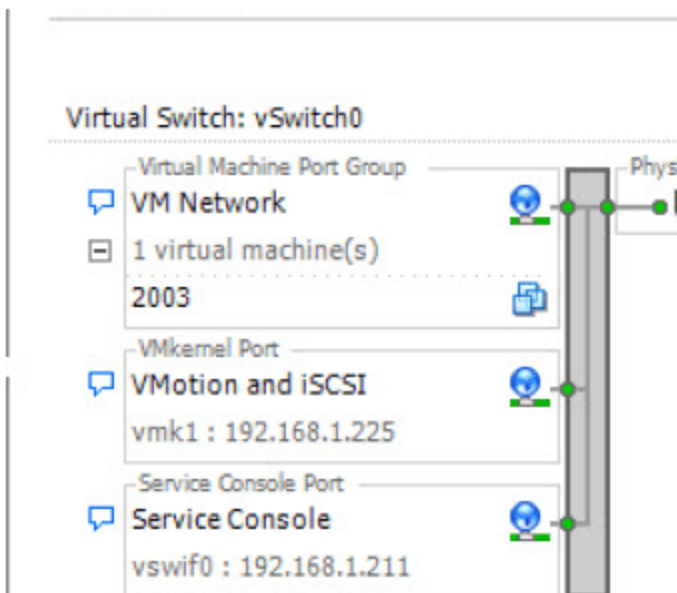 Virtual Switch: vSwitch0
Virtual Machine Port Group
Phys
VM Network
1 virtual machine(s)
2003
VMkernel Port
VMotion and iSCSI
vmk1 : 192.168.1.225
Service Console Port
Service Console
vswif0 : 192.168.1.211